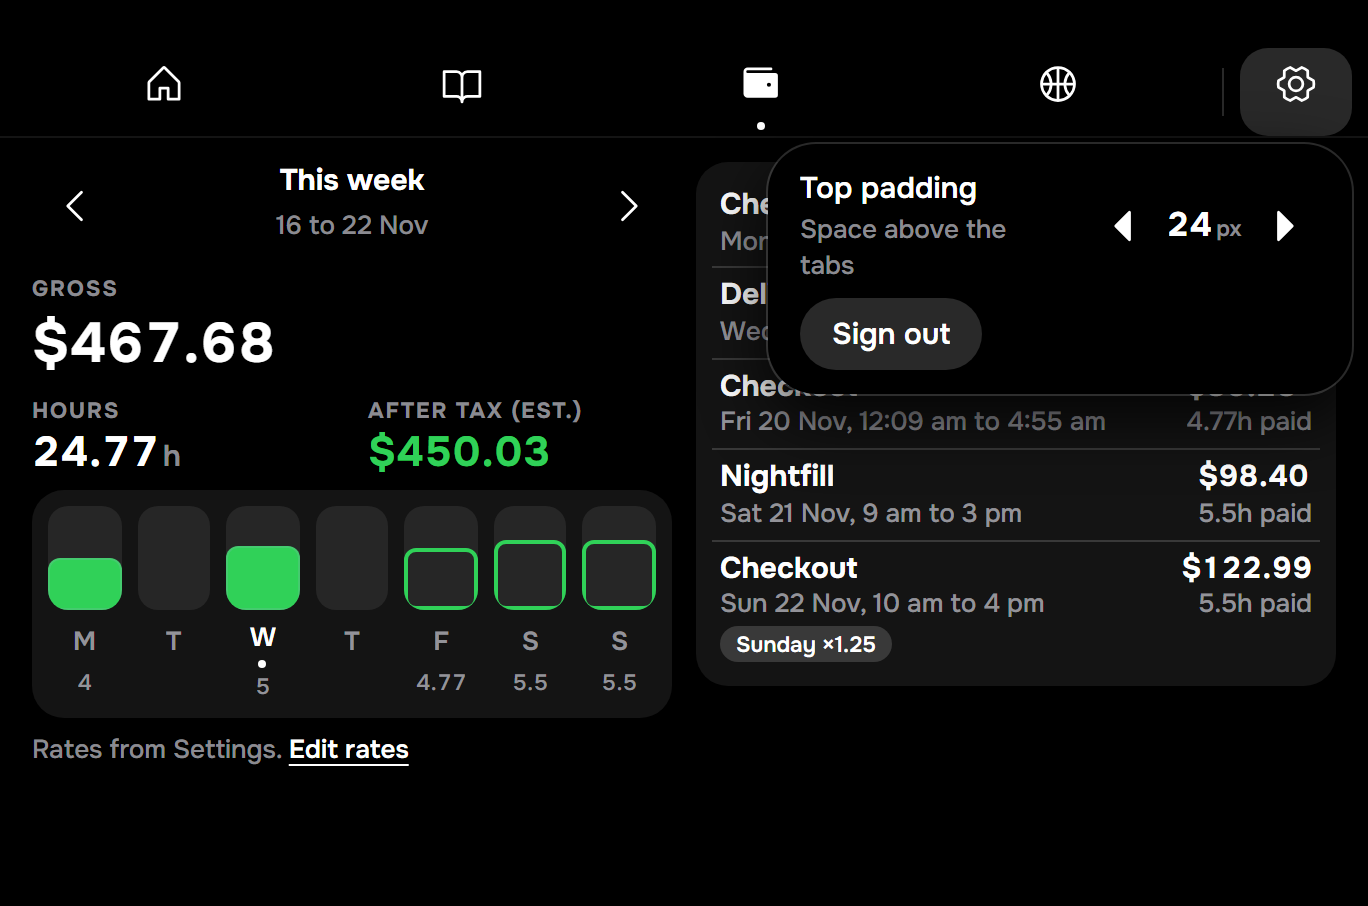 This week
16 to 22 Nov
GROSS
$467.68
HOURS
24.77 h
AFTER TAX (EST.)
$450.03
M T W T F S S
4 5 4.77 5.5 5.5
Rates from Settings. Edit rates
Top padding
Space above the
tabs
24 px
Sign out
Fri 20 Nov, 12:09 am to 4:55 am
4.77h paid
Nightfill
$98.40
Sat 21 Nov, 9 am to 3 pm
5.5h paid
Checkout
$122.99
Sun 22 Nov, 10 am to 4 pm
5.5h paid
Sunday ×1.25